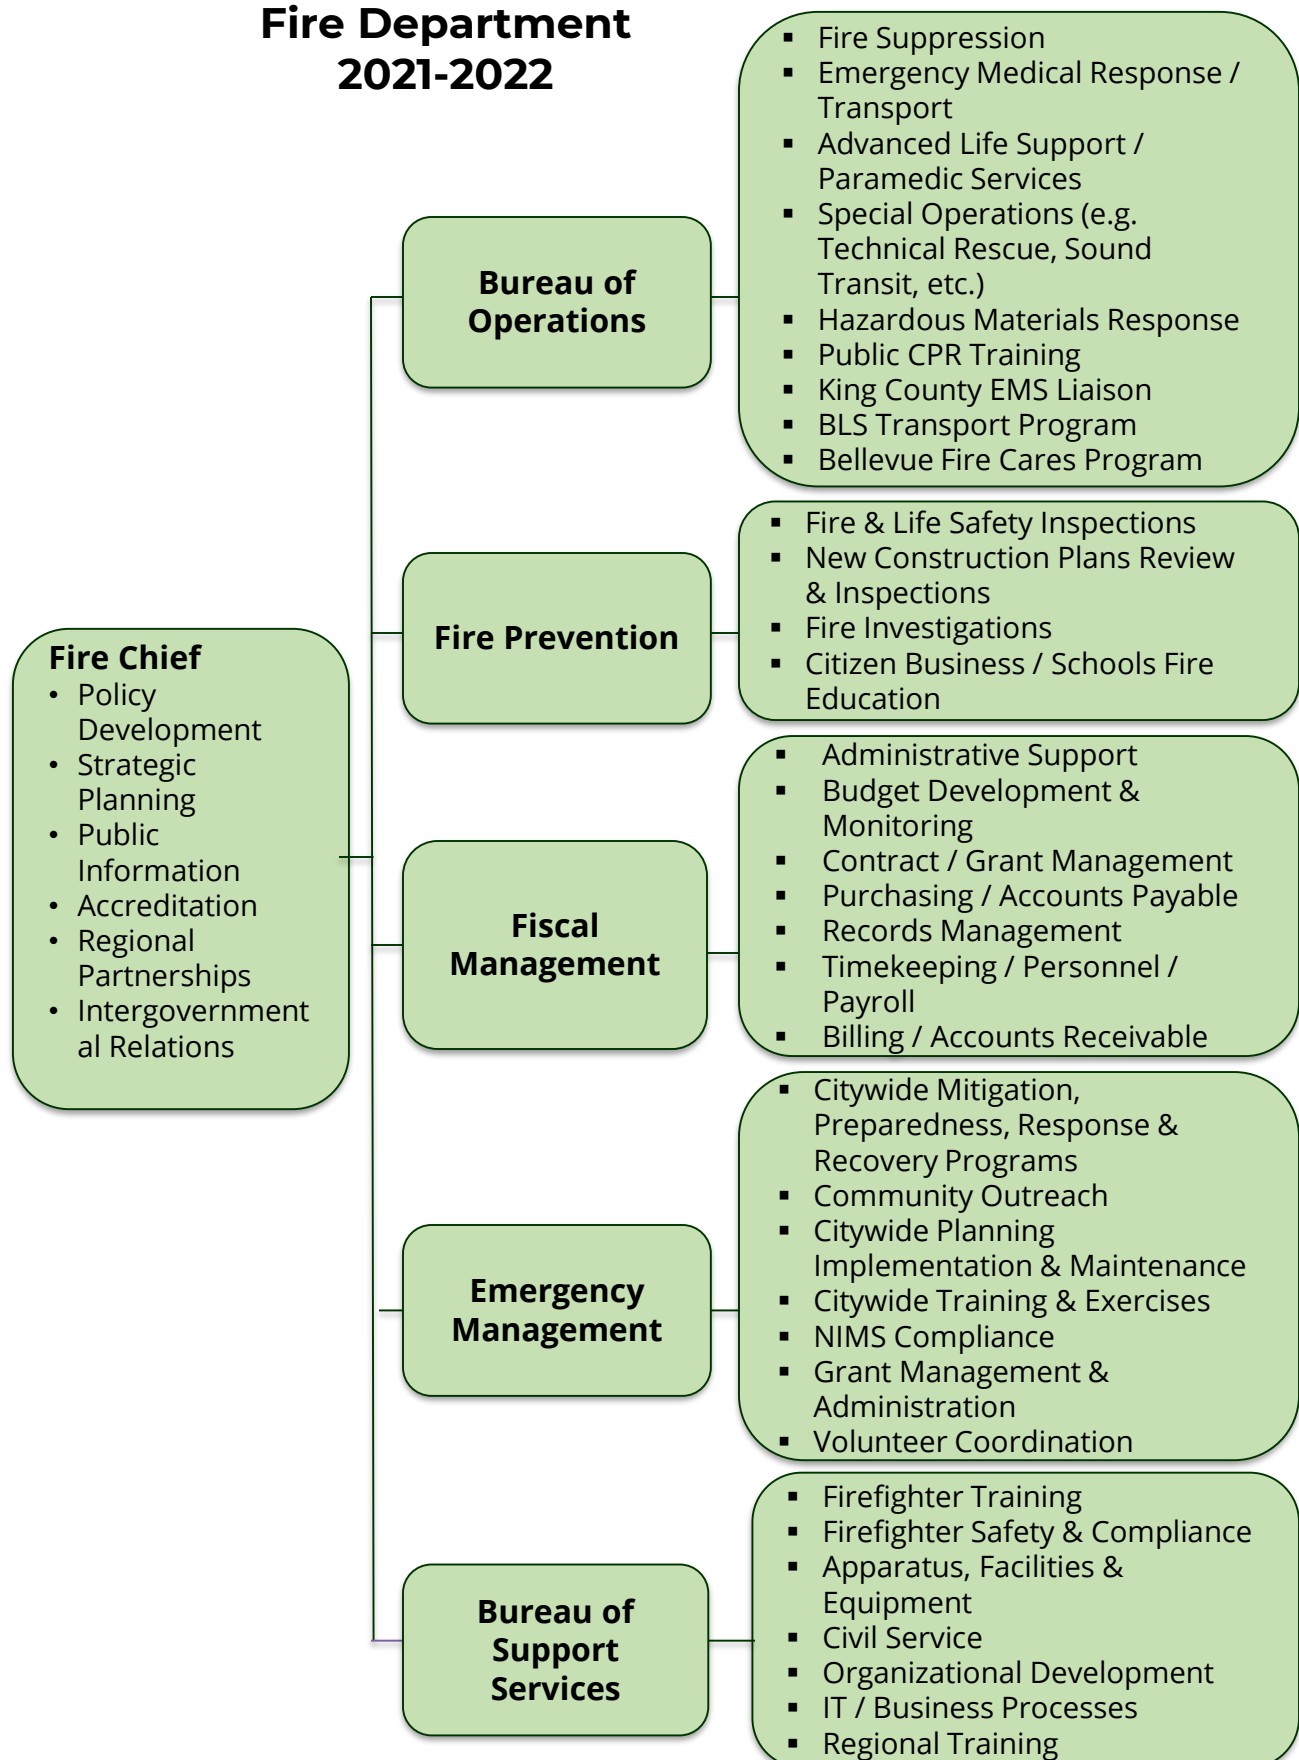 Fire Department
2021-2022
Fire Chief
• Policy
Development
• Strategic
Planning
• Public
Information
• Accreditation
• Regional
Partnerships
• Intergovernment
al Relations
Bureau of
Operations
▪ Fire Suppression
▪ Emergency Medical Response /
Transport
▪ Advanced Life Support /
Paramedic Services
▪ Special Operations (e.g.
Technical Rescue, Sound
Transit, etc.)
▪ Hazardous Materials Response
▪ Public CPR Training
▪ King County EMS Liaison
▪ BLS Transport Program
▪ Bellevue Fire Cares Program
Fire Prevention
▪ Fire & Life Safety Inspections
▪ New Construction Plans Review
& Inspections
▪ Fire Investigations
▪ Citizen Business / Schools Fire
Education
Fiscal
Management
▪ Administrative Support
▪ Budget Development &
Monitoring
▪ Contract / Grant Management
▪ Purchasing / Accounts Payable
▪ Records Management
▪ Timekeeping / Personnel /
Payroll
▪ Billing / Accounts Receivable
Emergency
Management
▪ Citywide Mitigation,
Preparedness, Response &
Recovery Programs
▪ Community Outreach
▪ Citywide Planning
Implementation & Maintenance
▪ Citywide Training & Exercises
▪ NIMS Compliance
▪ Grant Management &
Administration
▪ Volunteer Coordination
Bureau of
Support
Services
▪ Firefighter Training
▪ Firefighter Safety & Compliance
▪ Apparatus, Facilities &
Equipment
▪ Civil Service
▪ Organizational Development
▪ IT / Business Processes
▪ Regional Training